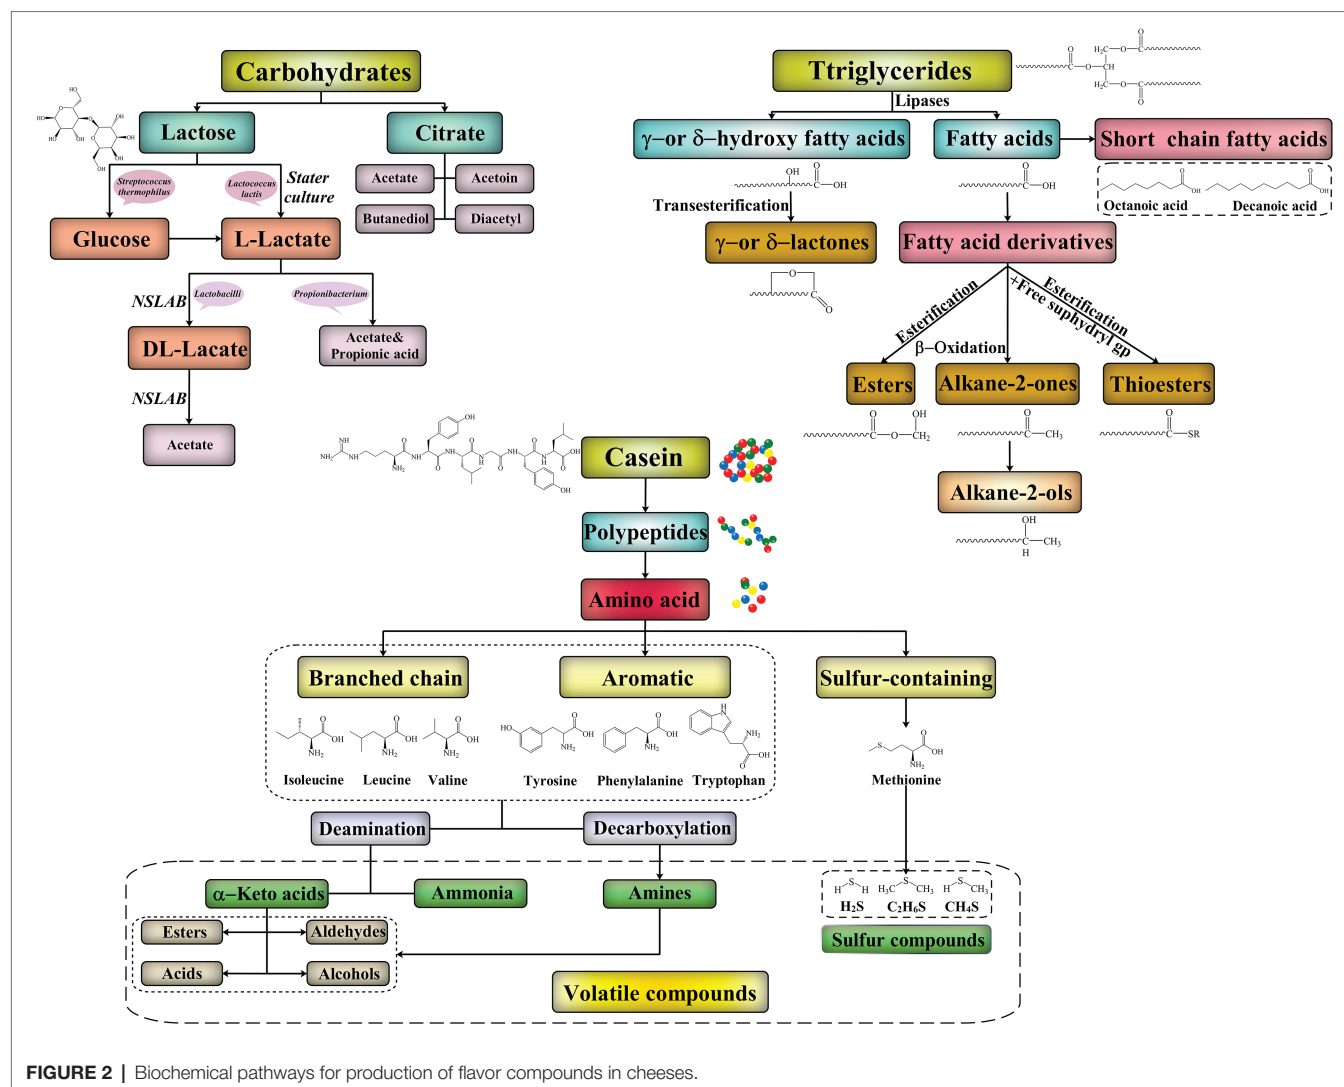 Carbohydrates
Lactose
Citrate
Acetate
Acetoin
Butanediol
Diacetyl
Streptococcus
thermophilus
Lactococcus
lactis
Stater
culture
Glucose
L-Lactate
NSLAB
Lactobacilli
Propionibacterium
DL-Lacate
Acetate&
Propionic acid
NSLAB
Acetate
Ttriglycerides
Lipases
γ−or δ−hydroxy fatty acids
Fatty acids
Short chain fatty acids
Octanoic acid
Decanoic acid
Transesterification
γ−or δ−lactones
Fatty acid derivatives
Esterification
β−Oxidation
Esterification
+Free suphydryl gp
Esters
Alkane-2-ones
Thioesters
Alkane-2-ols
Casein
Polypeptides
Amino acid
Branched chain
Aromatic
Sulfur-containing
Isoleucine
Leucine
Valine
Tyrosine
Phenylalanine
Tryptophan
Methionine
Deamination
Decarboxylation
α−Keto acids
Ammonia
Amines
H2S
C2H6S
CH4S
Sulfur compounds
Esters
Aldehydes
Acids
Alcohols
Volatile compounds
FIGURE 2 | Biochemical pathways for production of flavor compounds in cheeses.